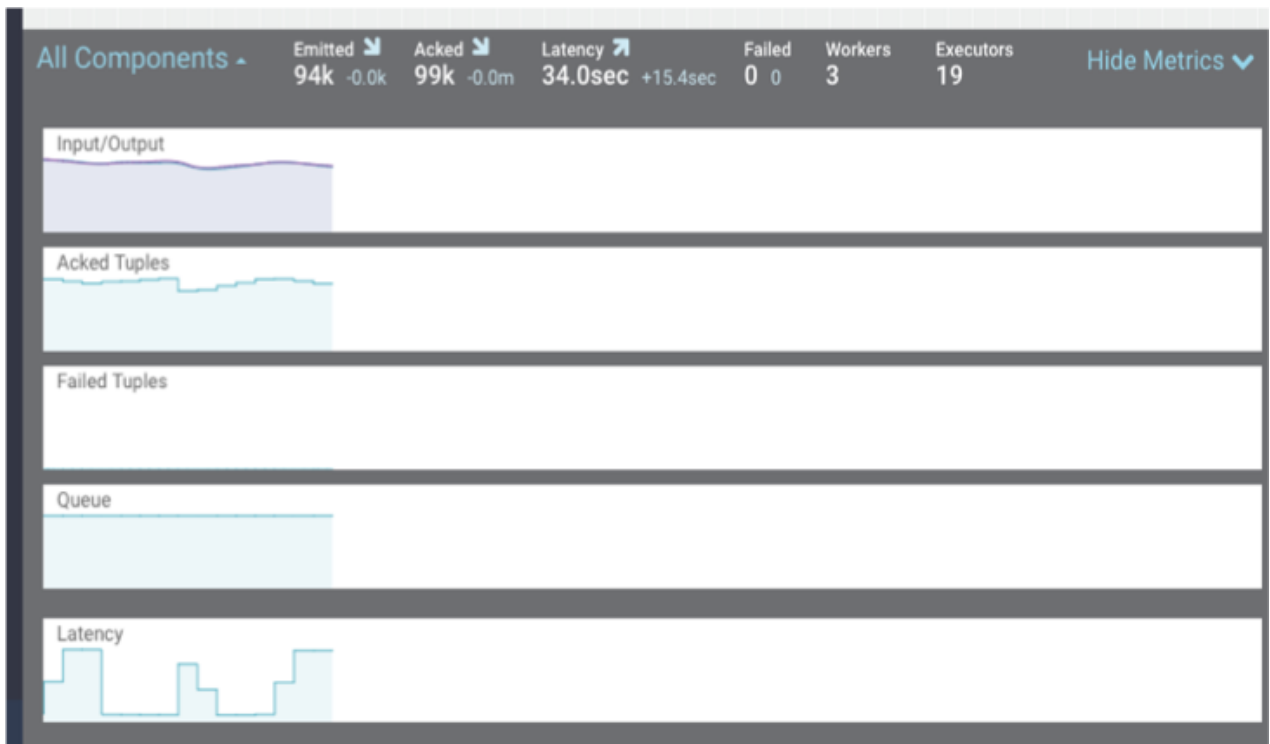 All Components
Emitted Acked Latency Failed Workers Executors
94k -0.0k 99k -0.0m 34.0sec +15.4sec 0 0 3 19
Hide Metrics
Input/Output
Acked Tuples
Failed Tuples
Queue
Latency